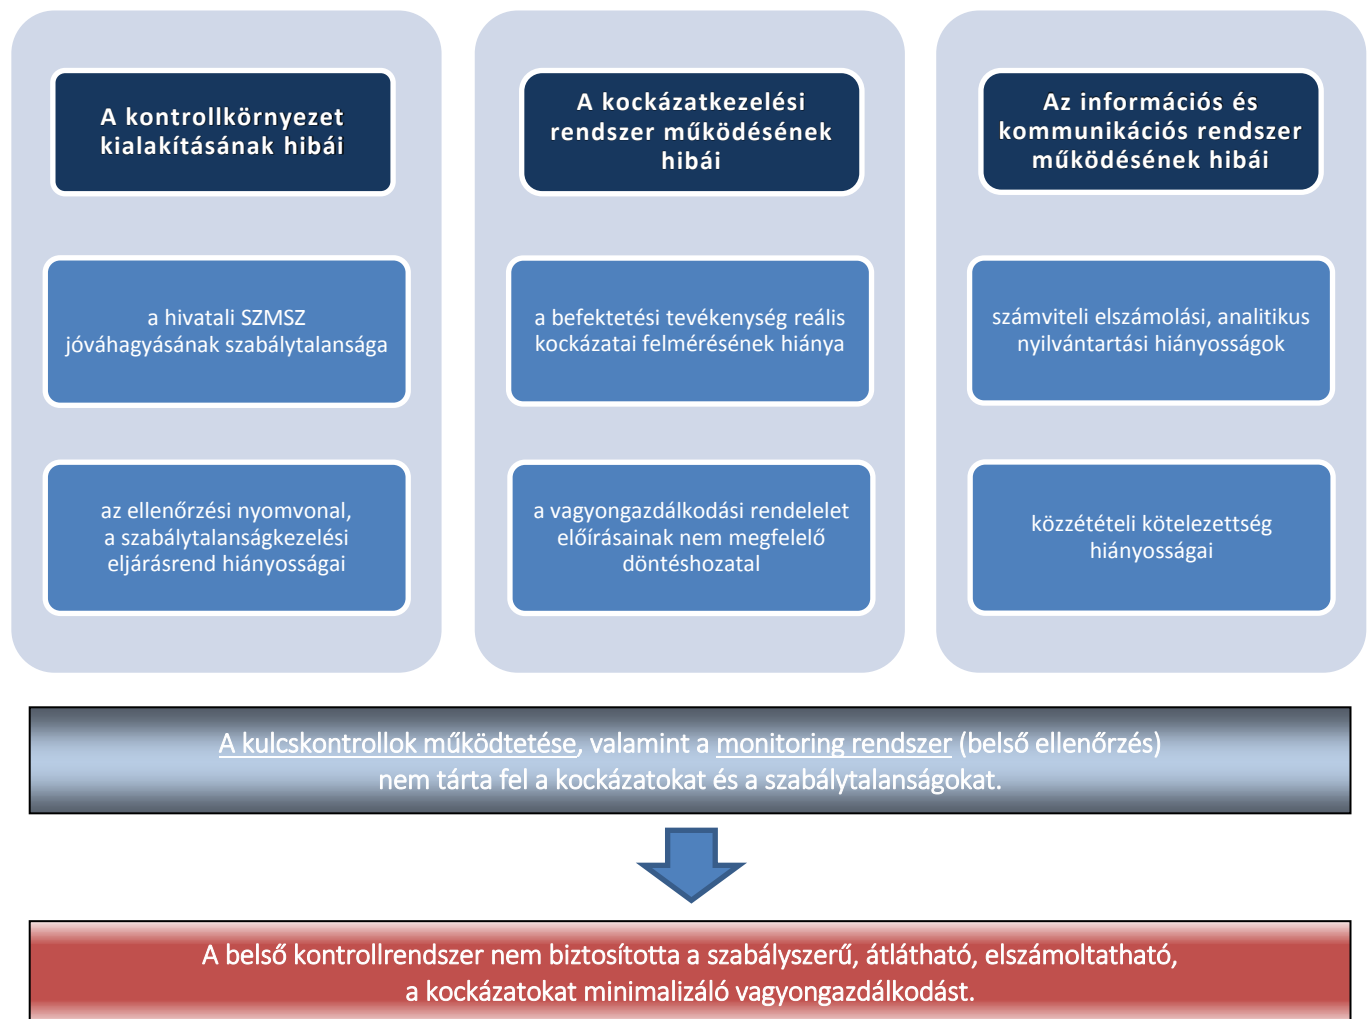 A kontrollkörnyezet
kialakításának hibái
a hivatali SZMSZ
jóváhagyásának szabálytalansága
az ellenőrzési nyomvonal,
a szabálytalanságkezelési
eljárásrend hiányosságai
A kockázatkezelési
rendszer működésének
hibái
a befektetési tevékenység reális
kockázatai felmérésének hiánya
a vagyongazdálkodási rendelelet
előírásainak nem megfelelő
döntéshozatal
Az információs és
kommunikációs rendszer
működésének hibái
számviteli elszámolási, analitikus
nyilvántartási hiányosságok
közzétételi kötelezettség
hiányosságai
A kulcskontrollok működtetése, valamint a monitoring rendszer (belső ellenőrzés)
nem tárta fel a kockázatokat és a szabálytalanságokat.
A belső kontrollrendszer nem biztosította a szabályszerű, átlátható, elszámoltatható,
a kockázatokat minimalizáló vagyongazdálkodást.